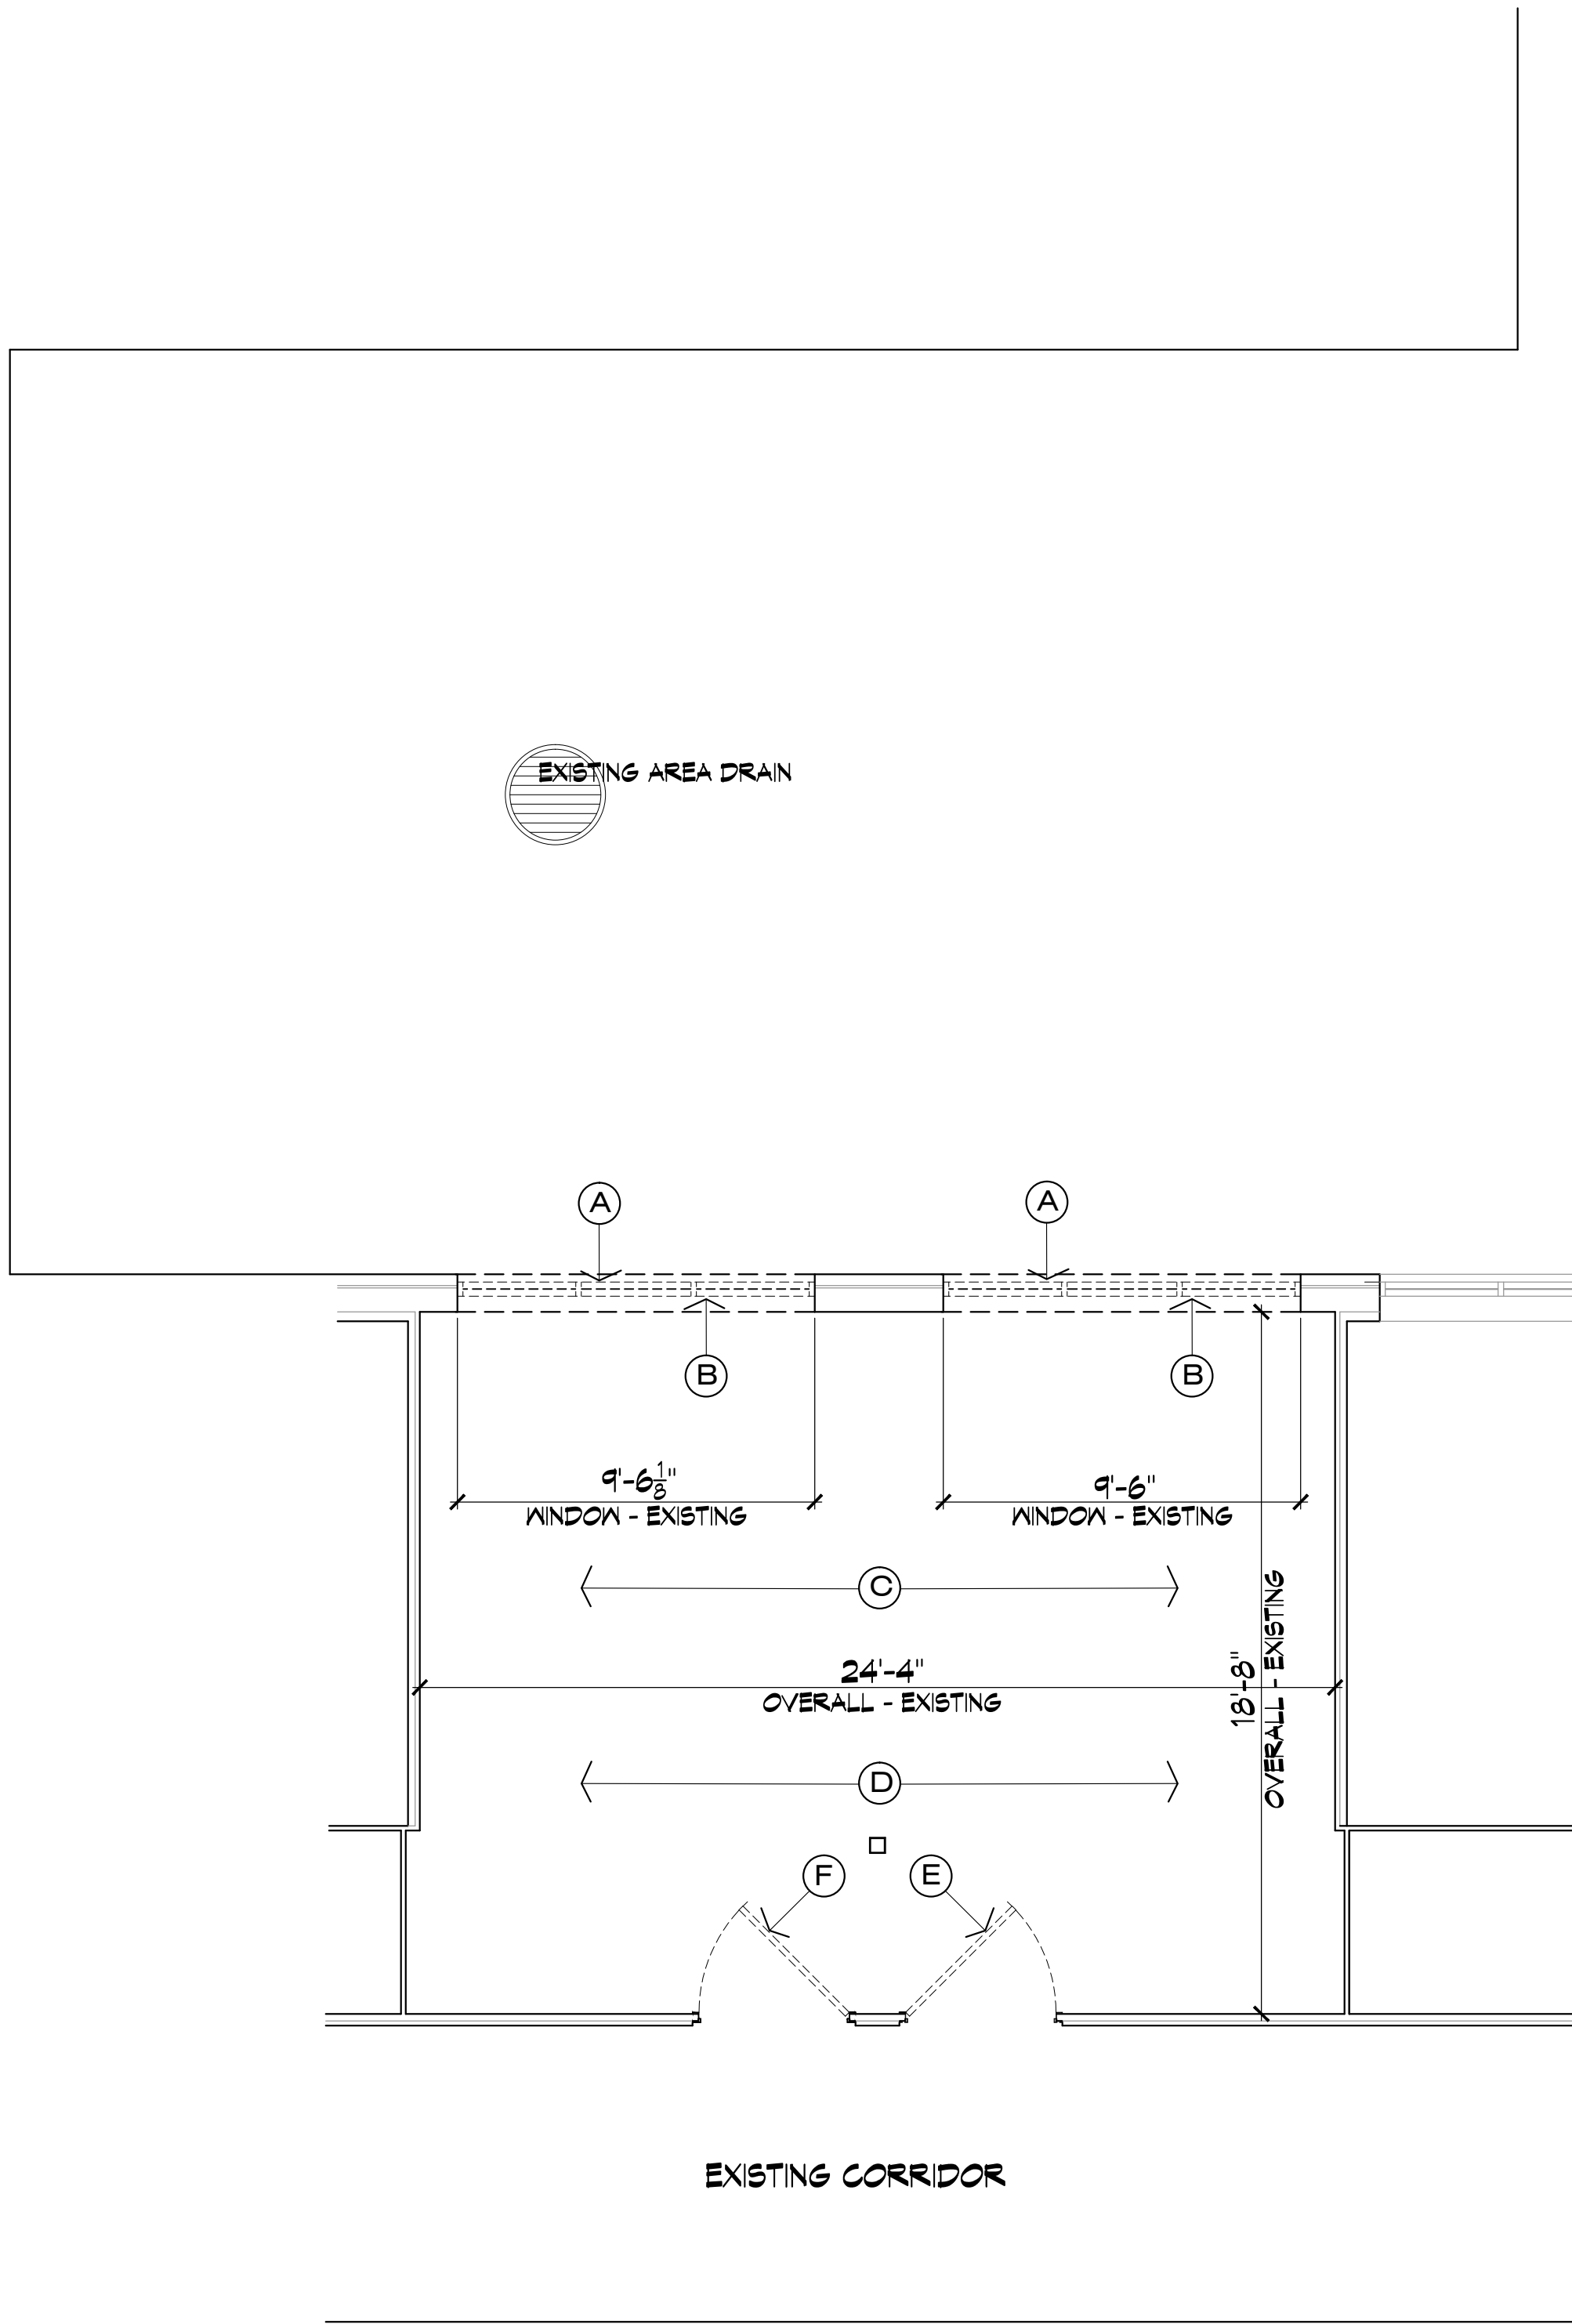 EXISTING AREA DRAIN
A
A
B
B
9'-6 1/8"
WINDOW - EXISTING
9'-6"
WINDOW - EXISTING
C
24'-4"
OVERALL - EXISTING
18'-8"
OVERALL - EXISTING
D
F
E
EXISTING CORRIDOR